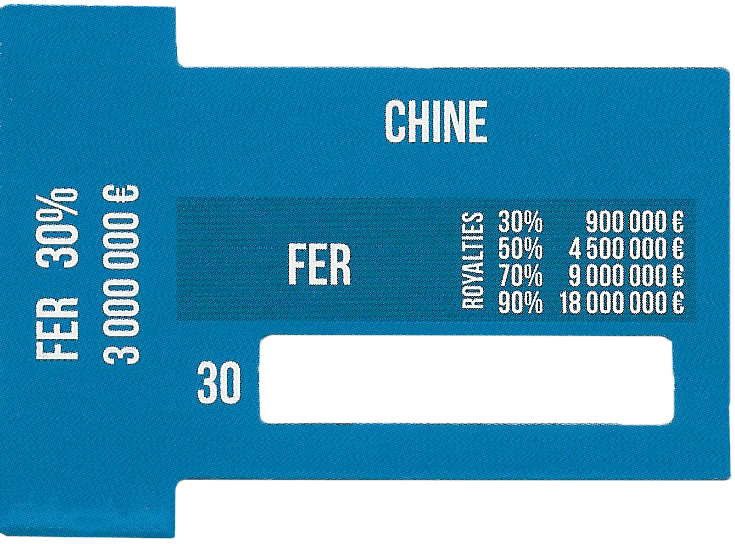 FER 30%
3 000 000 €
CHINE
FER
ROYALTIES
30% 900 000 €
50% 4 500 000 €
70% 9 000 000 €
90% 18 000 000 €
30